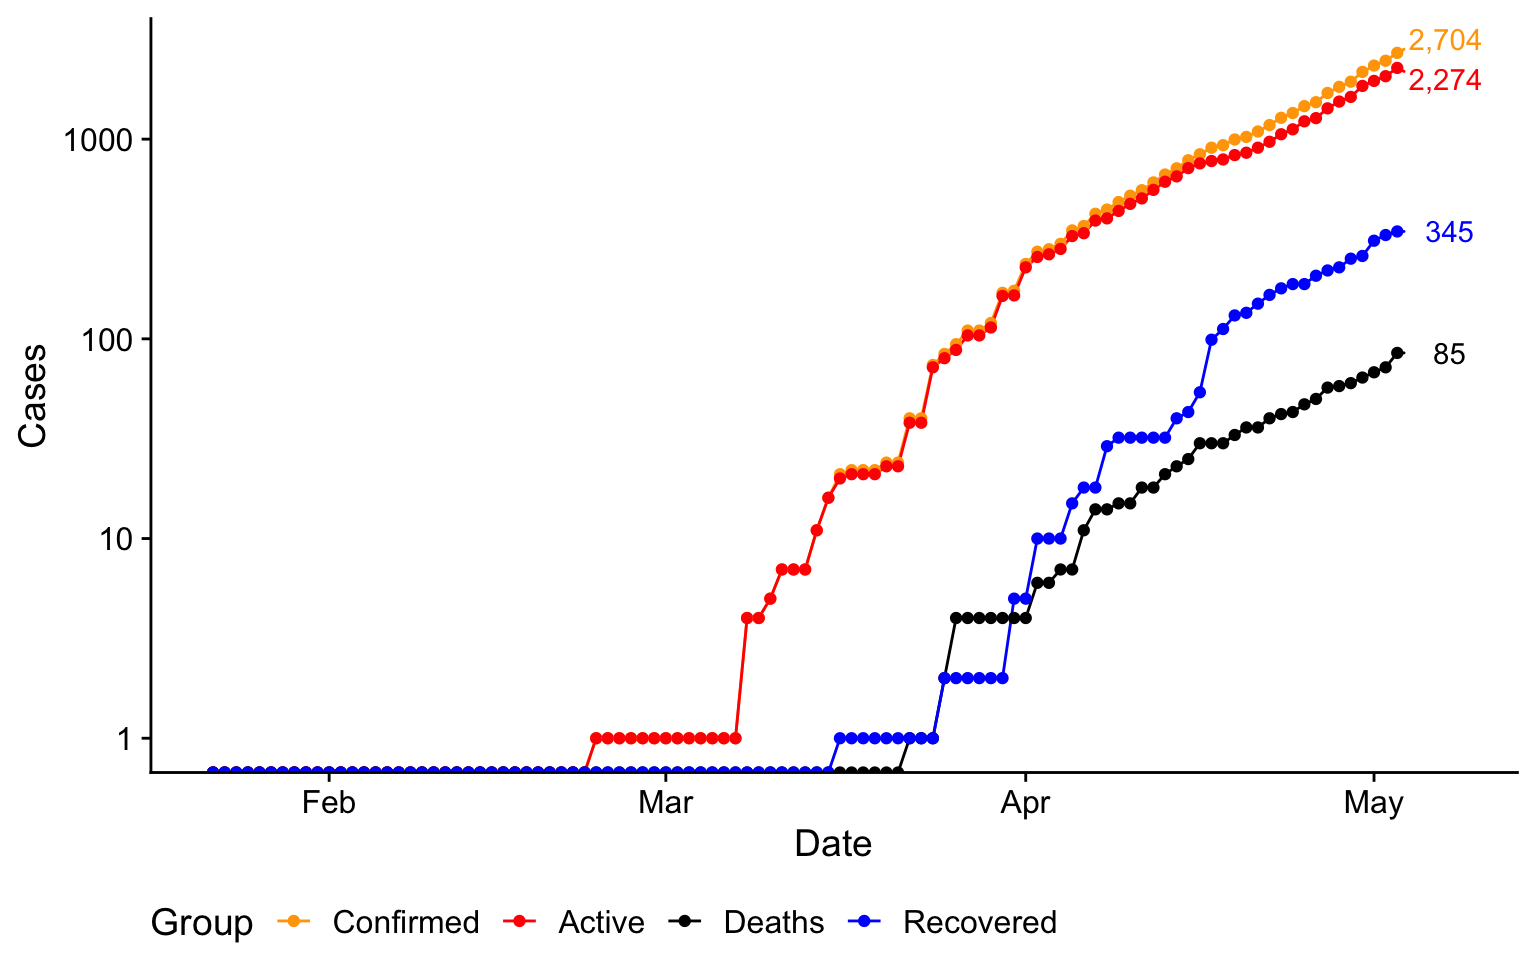 2,704
2,274
1000
345
100
85
Cases
10
1
Feb Mar Apr May
Date
Group Confirmed Active Deaths Recovered